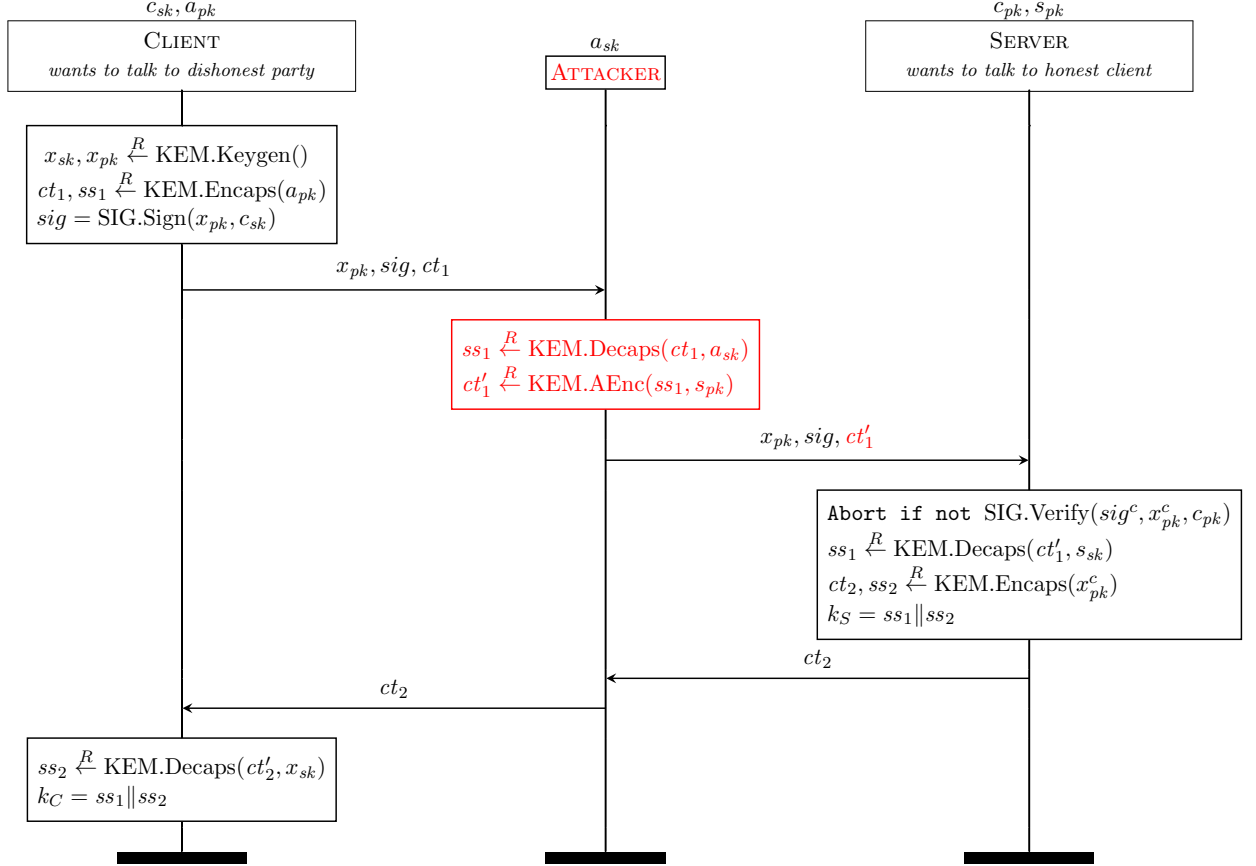 c_sk, a_pk
CLIENT
wants to talk to dishonest party
a_sk
ATTACKER
c_pk, s_pk
SERVER
wants to talk to honest client
x_sk, x_pk ←R KEM.Keygen()
ct_1, ss_1 ←R KEM.Encaps(a_pk)
sig = SIG.Sign(x_pk, c_sk)
x_pk, sig, ct_1
ss_1 ←R KEM.Decaps(ct_1, a_sk)
ct'_1 ←R KEM.AEnc(ss_1, s_pk)
x_pk, sig, ct'_1
Abort if not SIG.Verify(sig^c, x^c_pk, c_pk)
ss_1 ←R KEM.Decaps(ct'_1, s_sk)
ct_2, ss_2 ←R KEM.Encaps(x^c_pk)
k_S = ss_1‖ss_2
ct_2
ct_2
ss_2 ←R KEM.Decaps(ct'_2, x_sk)
k_C = ss_1‖ss_2